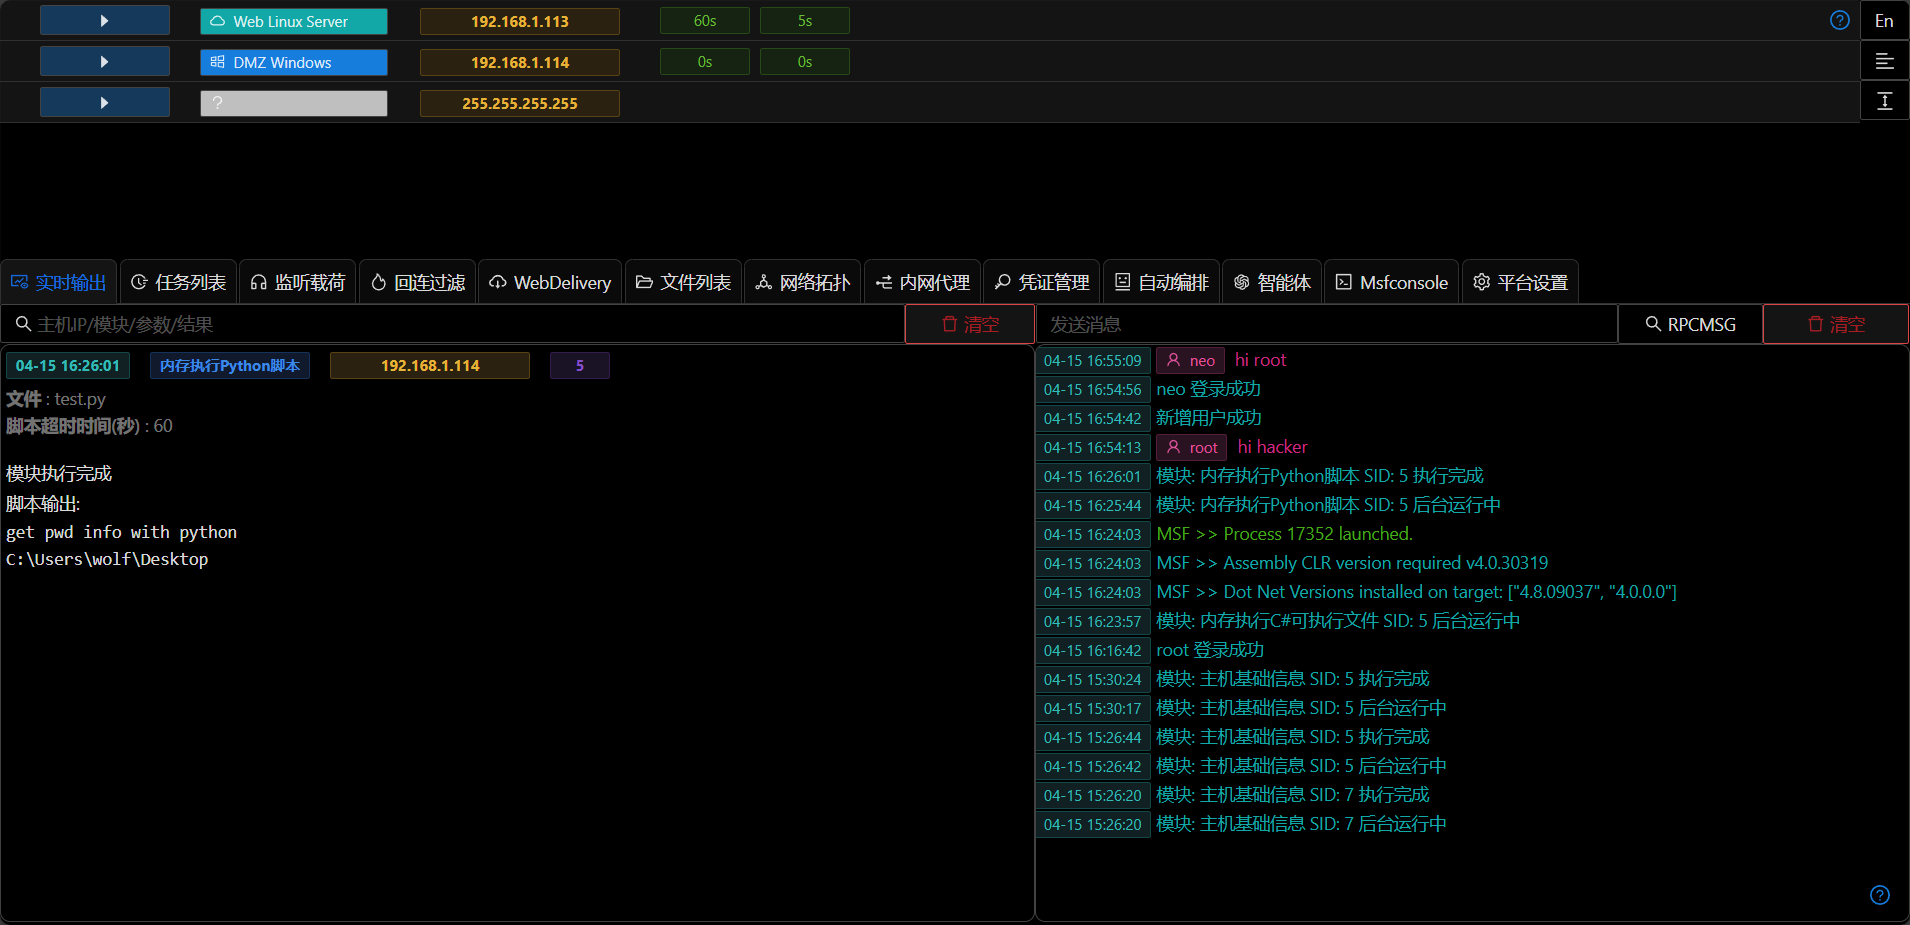 Web Linux Server 192.168.1.113 60s 5s En
DMZ Windows 192.168.1.114 0s 0s
? 255.255.255.255
实时输出 任务列表 监听载荷 回连过滤 WebDelivery 文件列表 网络拓扑 内网代理 凭证管理 自动编排 智能体 Msfconsole 平台设置
主机IP/模块/参数/结果 清空
04-15 16:26:01 内存执行Python脚本 192.168.1.114 5
文件 : test.py
脚本超时时间(秒) : 60
模块执行完成
脚本输出:
get pwd info with python
C:\Users\wolf\Desktop
发送消息 RPCMSG 清空
04-15 16:55:09 neo hi root
04-15 16:54:56 neo 登录成功
04-15 16:54:42 新增用户成功
04-15 16:54:13 root hi hacker
04-15 16:26:01 模块: 内存执行Python脚本 SID: 5 执行完成
04-15 16:25:44 模块: 内存执行Python脚本 SID: 5 后台运行中
04-15 16:24:03 MSF >> Process 17352 launched.
04-15 16:24:03 MSF >> Assembly CLR version required v4.0.30319
04-15 16:24:03 MSF >> Dot Net Versions installed on target: ["4.8.09037", "4.0.0.0"]
04-15 16:23:57 模块: 内存执行C#可执行文件 SID: 5 后台运行中
04-15 16:16:42 root 登录成功
04-15 15:30:24 模块: 主机基础信息 SID: 5 执行完成
04-15 15:30:17 模块: 主机基础信息 SID: 5 后台运行中
04-15 15:26:44 模块: 主机基础信息 SID: 5 执行完成
04-15 15:26:42 模块: 主机基础信息 SID: 5 后台运行中
04-15 15:26:20 模块: 主机基础信息 SID: 7 执行完成
04-15 15:26:20 模块: 主机基础信息 SID: 7 后台运行中